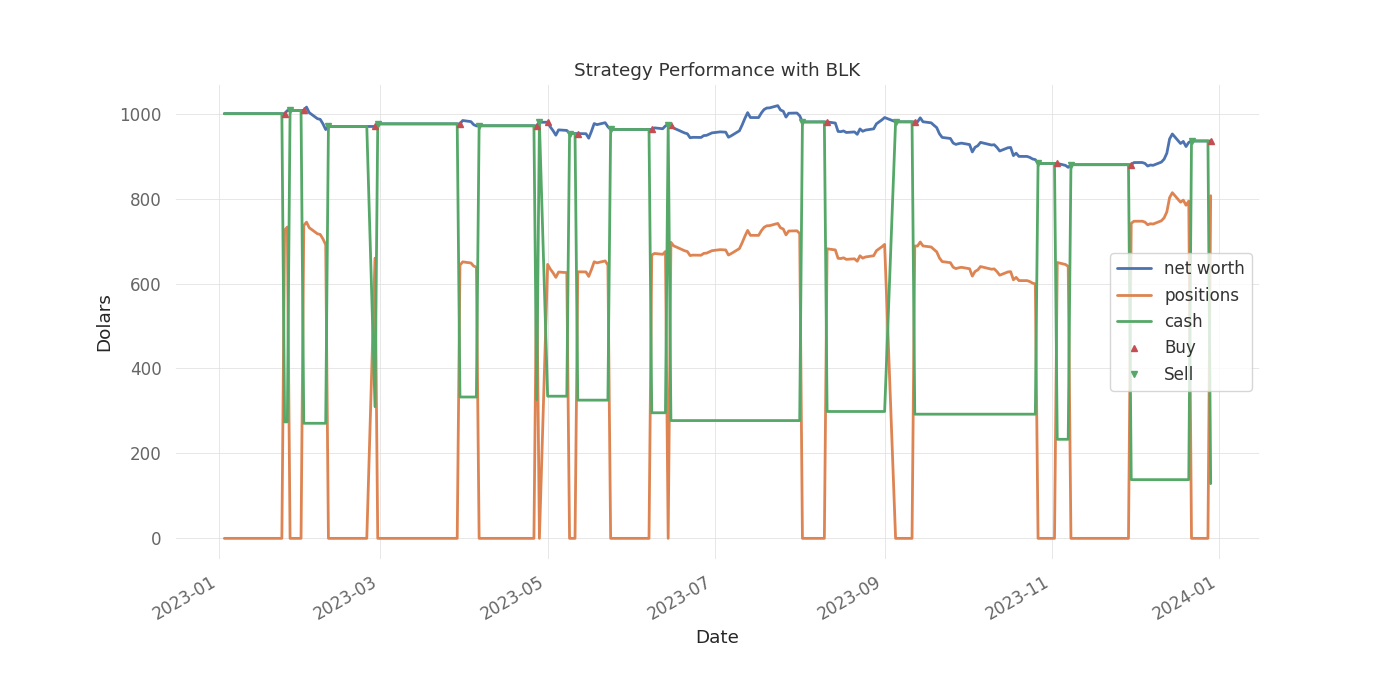 Strategy Performance with BLK
1000
800
600
400
200
0
Dolars
2023-01
2023-03
2023-05
2023-07
2023-09
2023-11
2024-01
Date
net worth
positions
cash
Buy
Sell